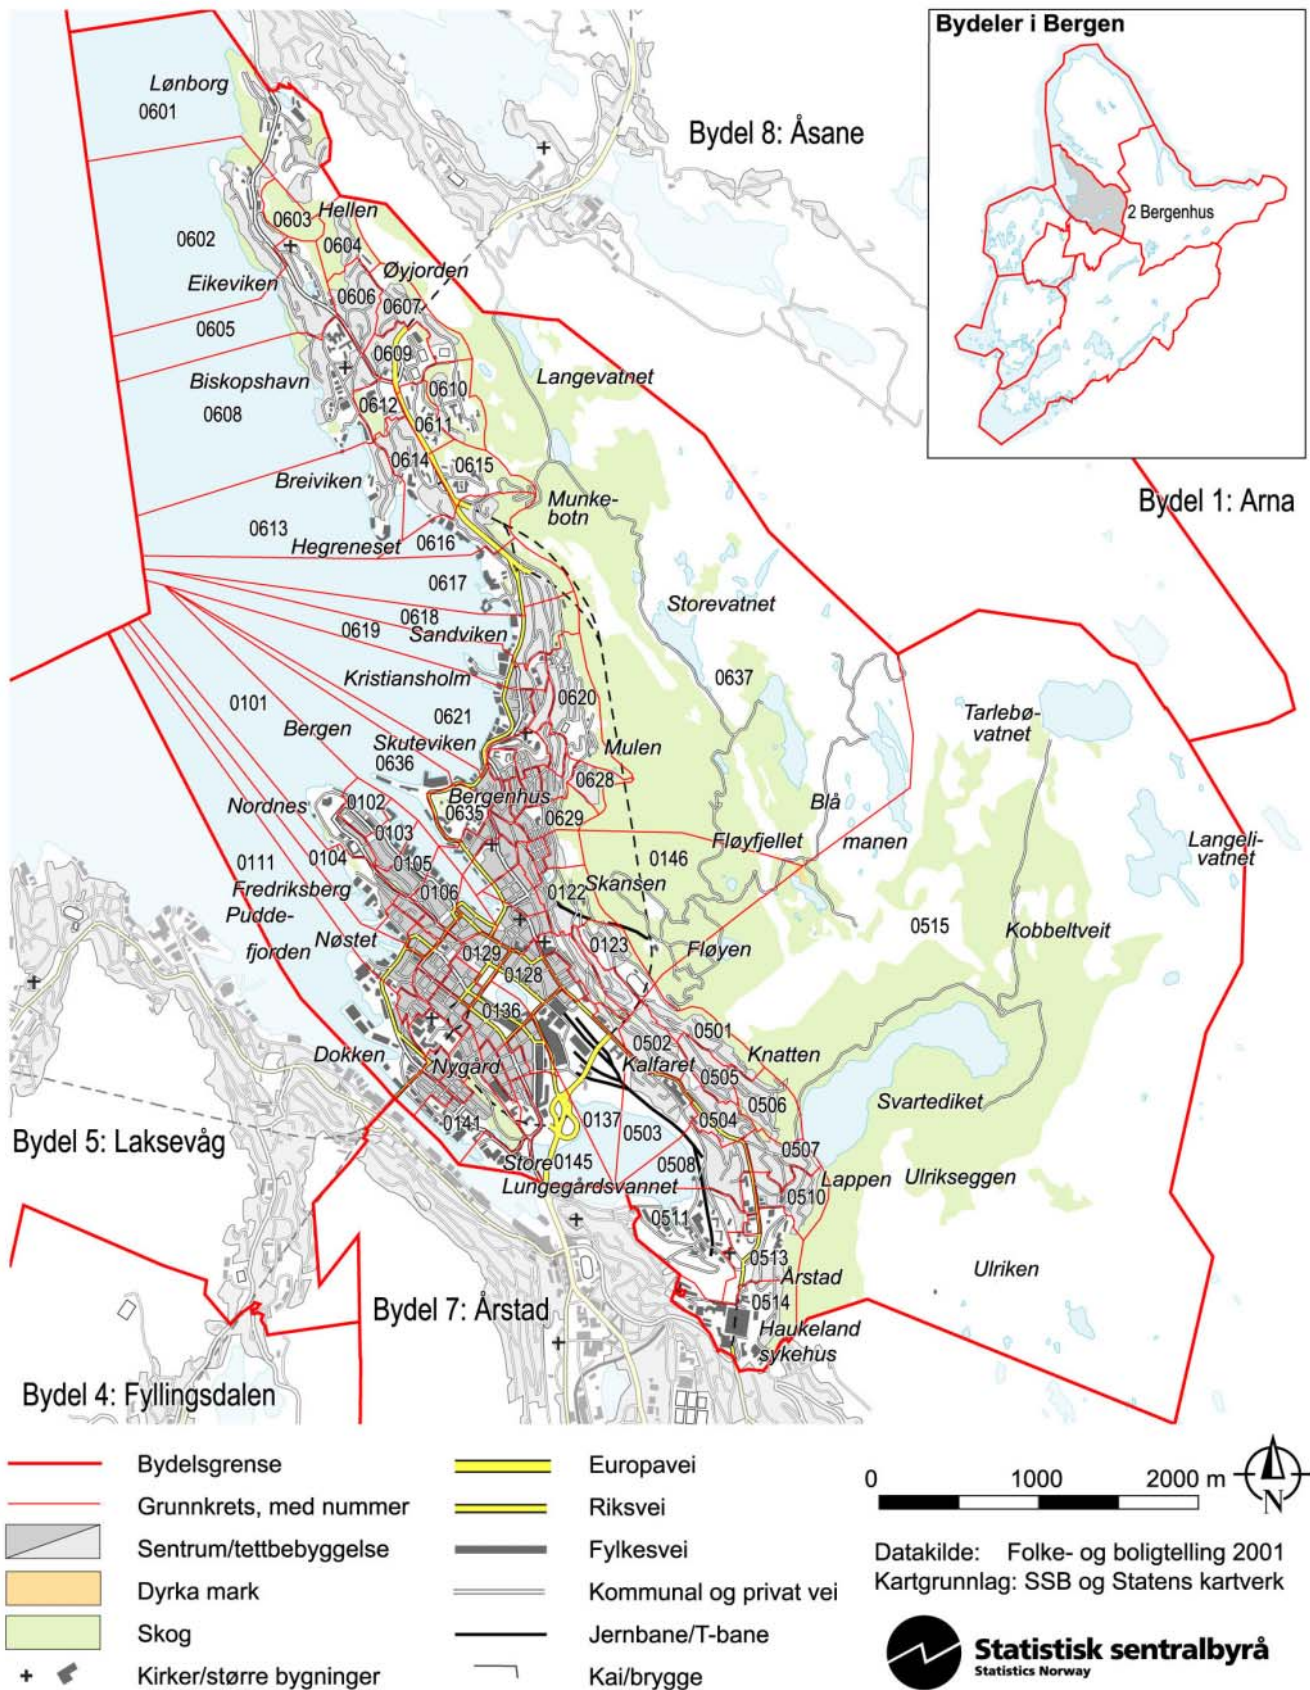 Bydeler i Bergen
2 Bergenhus
Bydel 8: Åsane
Bydel 1: Arna
Lønborg
0601
0603
Hellen
0602
0604
Eikeviken
Øyjorden
0606
0607
0605
0609
Biskopshavn
0608
0610
0612
0611
Langevatnet
0614
0615
Breiviken
Munke-
botn
0613
Hegreneset
0616
0617
Storevatnet
0618
0619
Sandviken
0637
Kristiansholm
0620
0101
0621
Bergen
Skuteviken
0636
Mulen
Tarlebø-
vatnet
0628
Nordnes
0102
Bergenhus
0635
0629
Blå
manen
0103
Fløyfjellet
Langeli-
vatnet
0111
0104
0105
0146
Fredriksberg
0106
0122
Skansen
Pudde-
fjorden
Nøstet
0123
0515
Kobbeltveit
0129
0128
Fløyen
0136
0501
0502
Knatten
Dokken
Nygård
Kalfaret
0505
0506
Svartediket
0504
0141
0137
0503
0507
Bydel 5: Laksevåg
Store
0145
0508
Lappen
Ulrikseggen
Lungegårdsvannet
0510
0511
0513
Årstad
Ulriken
Bydel 7: Årstad
0514
Haukeland
sykehus
Bydel 4: Fyllingsdalen
Bydelsgrense
Grunnkrets, med nummer
Sentrum/tettbebyggelse
Dyrka mark
Skog
Kirker/større bygninger
Europavei
Riksvei
Fylkesvei
Kommunal og privat vei
Jernbane/T-bane
Kai/brygge
0 1000 2000 m
N
Datakilde: Folke- og boligtelling 2001
Kartgrunnlag: SSB og Statens kartverk
Statistisk sentralbyrå
Statistics Norway